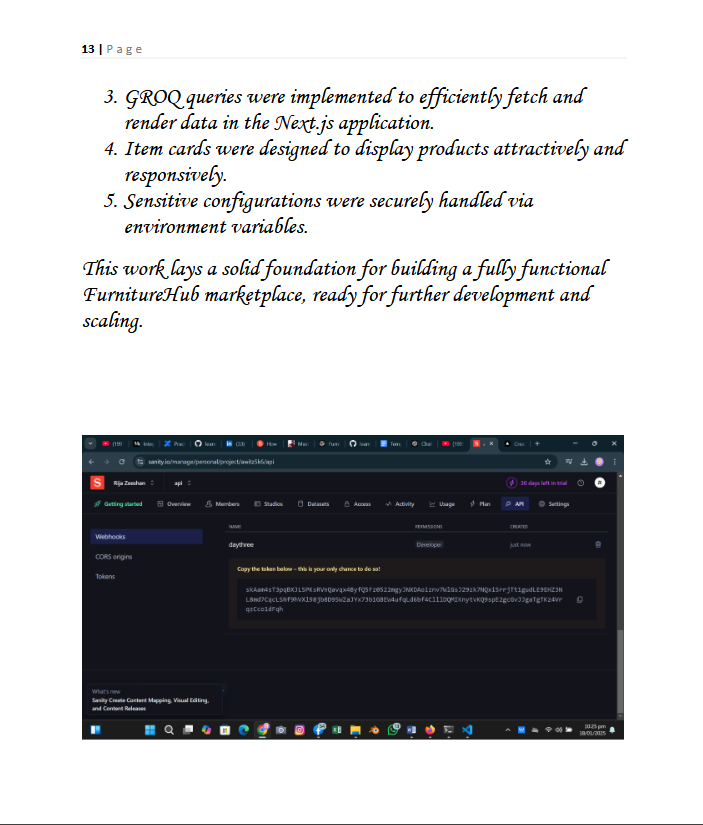 13 | Page
3. GROQ queries were implemented to efficiently fetch and
render data in the Next.js application.
4. Item cards were designed to display products attractively and
responsively.
5. Sensitive configurations were securely handled via
environment variables.
This work lays a solid foundation for building a fully functional
FurnitureHub marketplace, ready for further development and
scaling.
sanity.io/manage/personal/project/
Rija Zeeshan
api
30 days left in trial
Getting started
Overview
Members
Studios
Datasets
Access
Activity
Usage
Plan
API
Settings
Webhooks
CORS origins
Tokens
NAME PERMISSIONS CREATED
daythree Developer just now
Copy the token below – this is your only chance to do so!
What's new
Sanity Create Content Mapping, Visual Editing,
and Content Releases
10:25 pm
18/01/2025